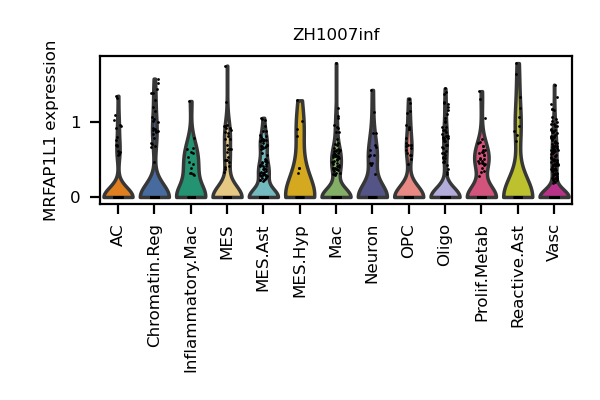 ZH1007inf
MRFAP1L1 expression
1
0
AC
Chromatin.Reg
Inflammatory.Mac
MES
MES.Ast
MES.Hyp
Mac
Neuron
OPC
Oligo
Prolif.Metab
Reactive.Ast
Vasc